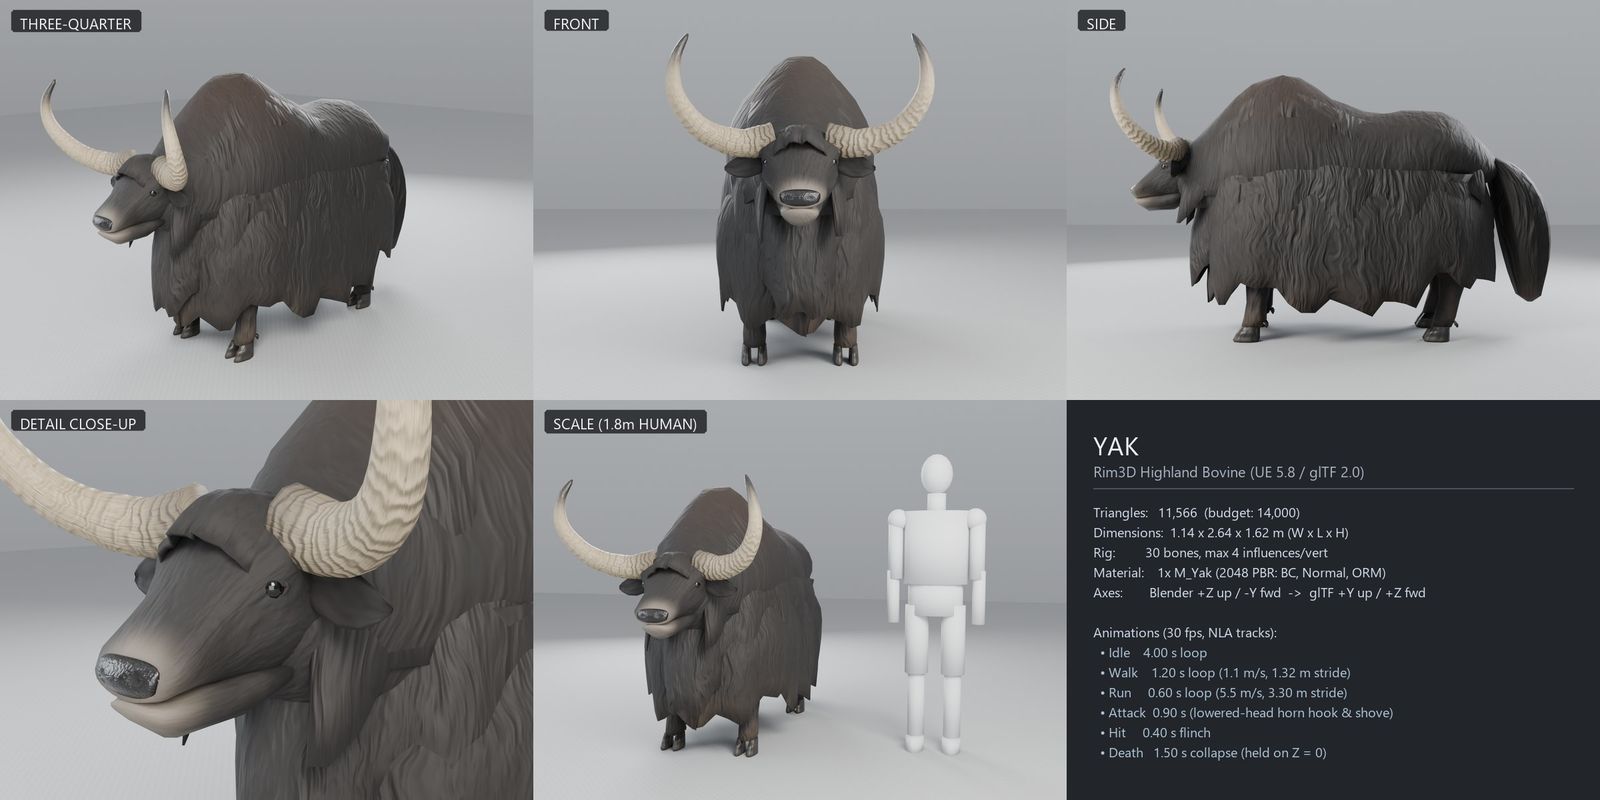 THREE-QUARTER
FRONT
SIDE
DETAIL CLOSE-UP
SCALE (1.8m HUMAN)
YAK
Rim3D Highland Bovine (UE 5.8 / glTF 2.0)
Triangles: 11,566 (budget: 14,000)
Dimensions: 1.14 x 2.64 x 1.62 m (W x L x H)
Rig: 30 bones, max 4 influences/vert
Material: 1x M_Yak (2048 PBR: BC, Normal, ORM)
Axes: Blender +Z up / -Y fwd -> glTF +Y up / +Z fwd
Animations (30 fps, NLA tracks):
• Idle 4.00 s loop
• Walk 1.20 s loop (1.1 m/s, 1.32 m stride)
• Run 0.60 s loop (5.5 m/s, 3.30 m stride)
• Attack 0.90 s (lowered-head horn hook & shove)
• Hit 0.40 s flinch
• Death 1.50 s collapse (held on Z = 0)